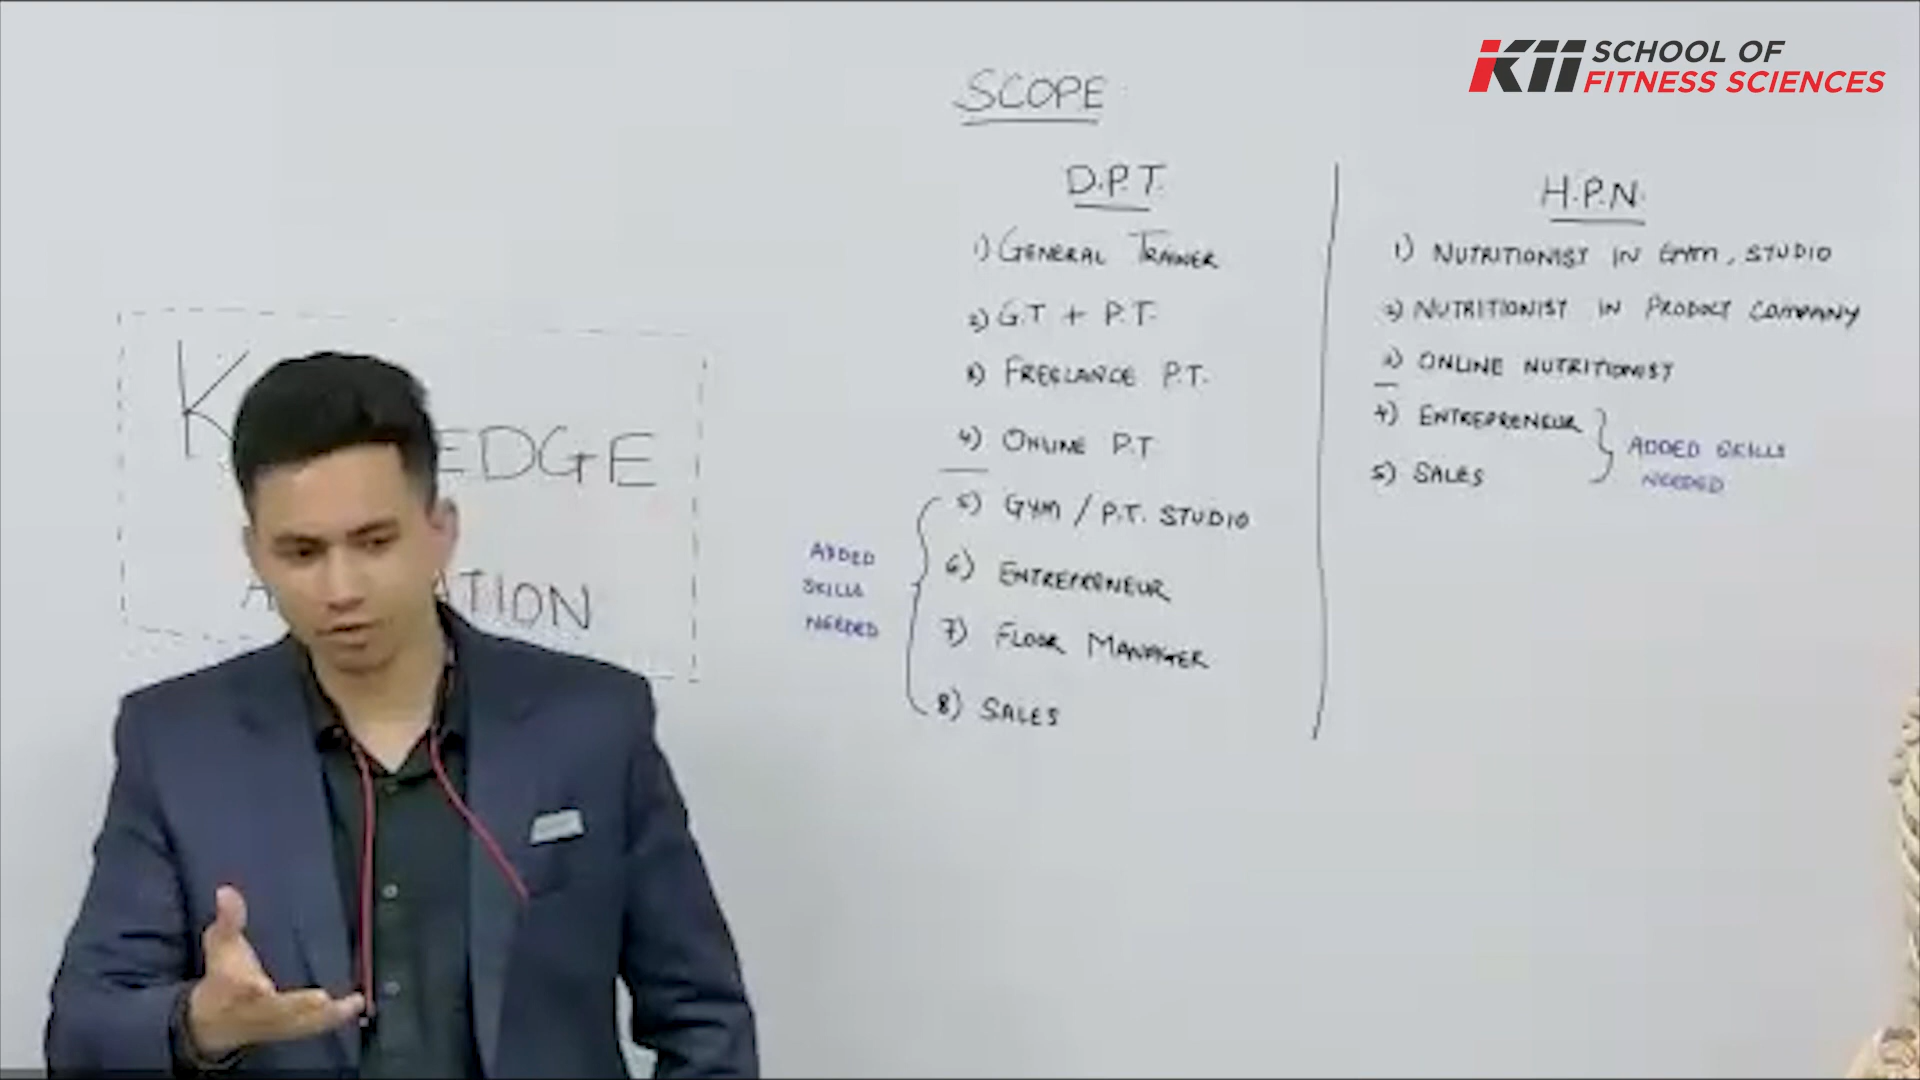 iKii SCHOOL OF
FITNESS SCIENCES
SCOPE
D.P.T.
1) GENERAL TRAINER
2) G.T + P.T.
3) FREELANCE P.T.
4) ONLINE P.T
5) GYM / P.T. STUDIO
6) ENTREPRENEUR
7) FLOOR MANAGER
8) SALES
ADDED
SKILLS
NEEDED
H.P.N.
1) NUTRITIONIST IN GYM, STUDIO
2) NUTRITIONIST IN PRODUCT COMPANY
3) ONLINE NUTRITIONIST
4) ENTREPRENEUR
5) SALES
ADDED SKILLS
NEEDED